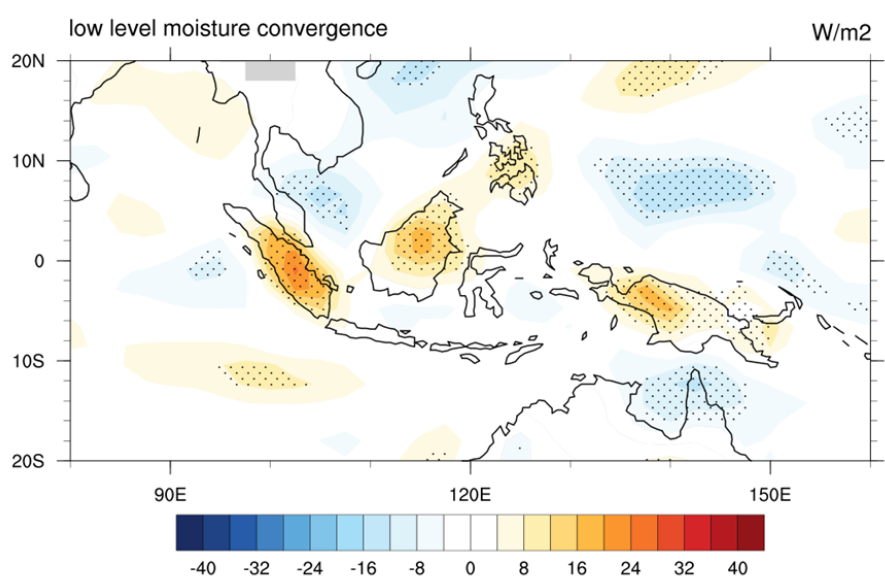 low level moisture convergence W/m2
20N
10N
0
10S
20S
90E 120E 150E
-40 -32 -24 -16 -8 0 8 16 24 32 40